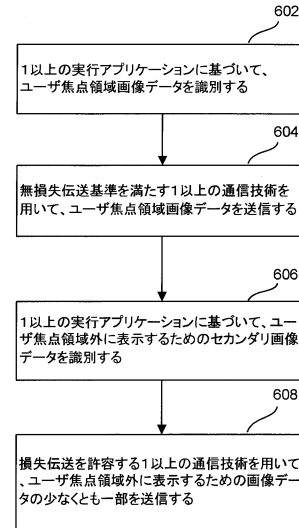 602
1以上の実行アプリケーションに基づいて、
ユーザ焦点領域画像データを識別する
604
無損失伝送基準を満たす1以上の通信技術を
用いて、ユーザ焦点領域画像データを送信する
606
1以上の実行アプリケーションに基づいて、ユー
ザ焦点領域外に表示するためのセカンダリ画像
データを識別する
608
損失伝送を許容する1以上の通信技術を用いて
、ユーザ焦点領域外に表示するための画像デー
タの少なくとも一部を送信する